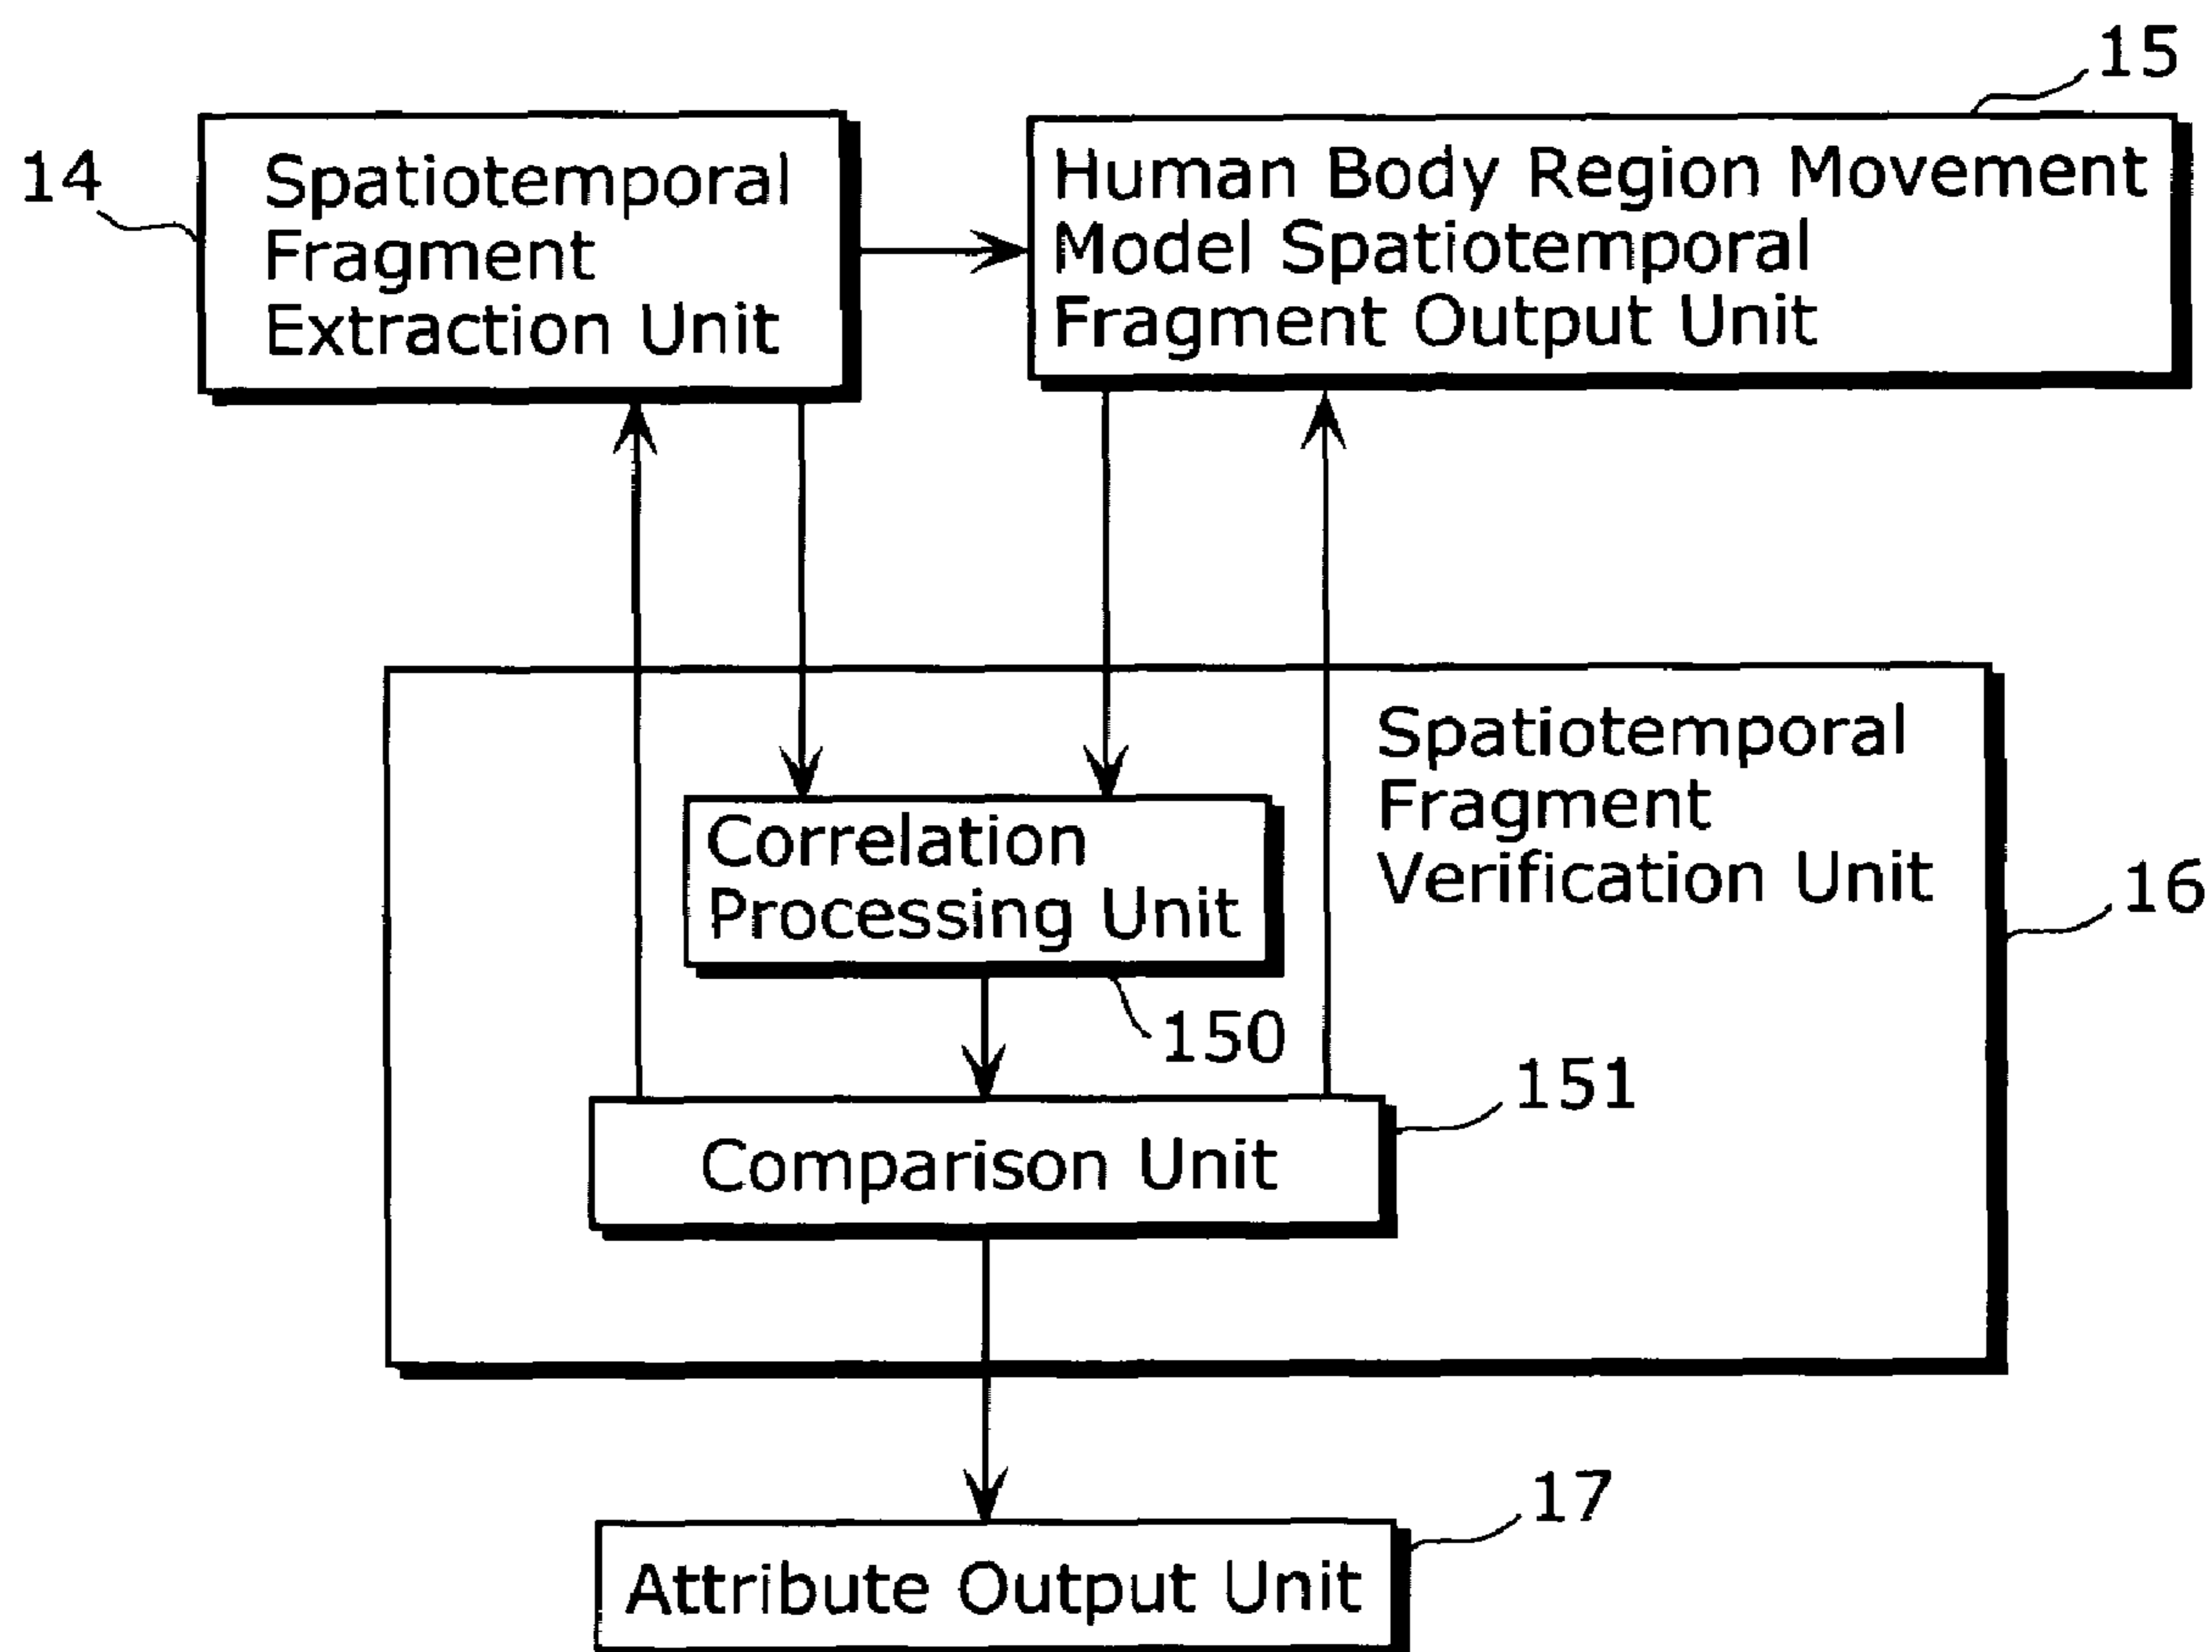 15
14
Spatiotemporal
Fragment
Extraction Unit
Human Body Region Movement
Model Spatiotemporal
Fragment Output Unit
Spatiotemporal
Fragment
Verification Unit
16
Correlation
Processing Unit
150
151
Comparison Unit
17
Attribute Output Unit